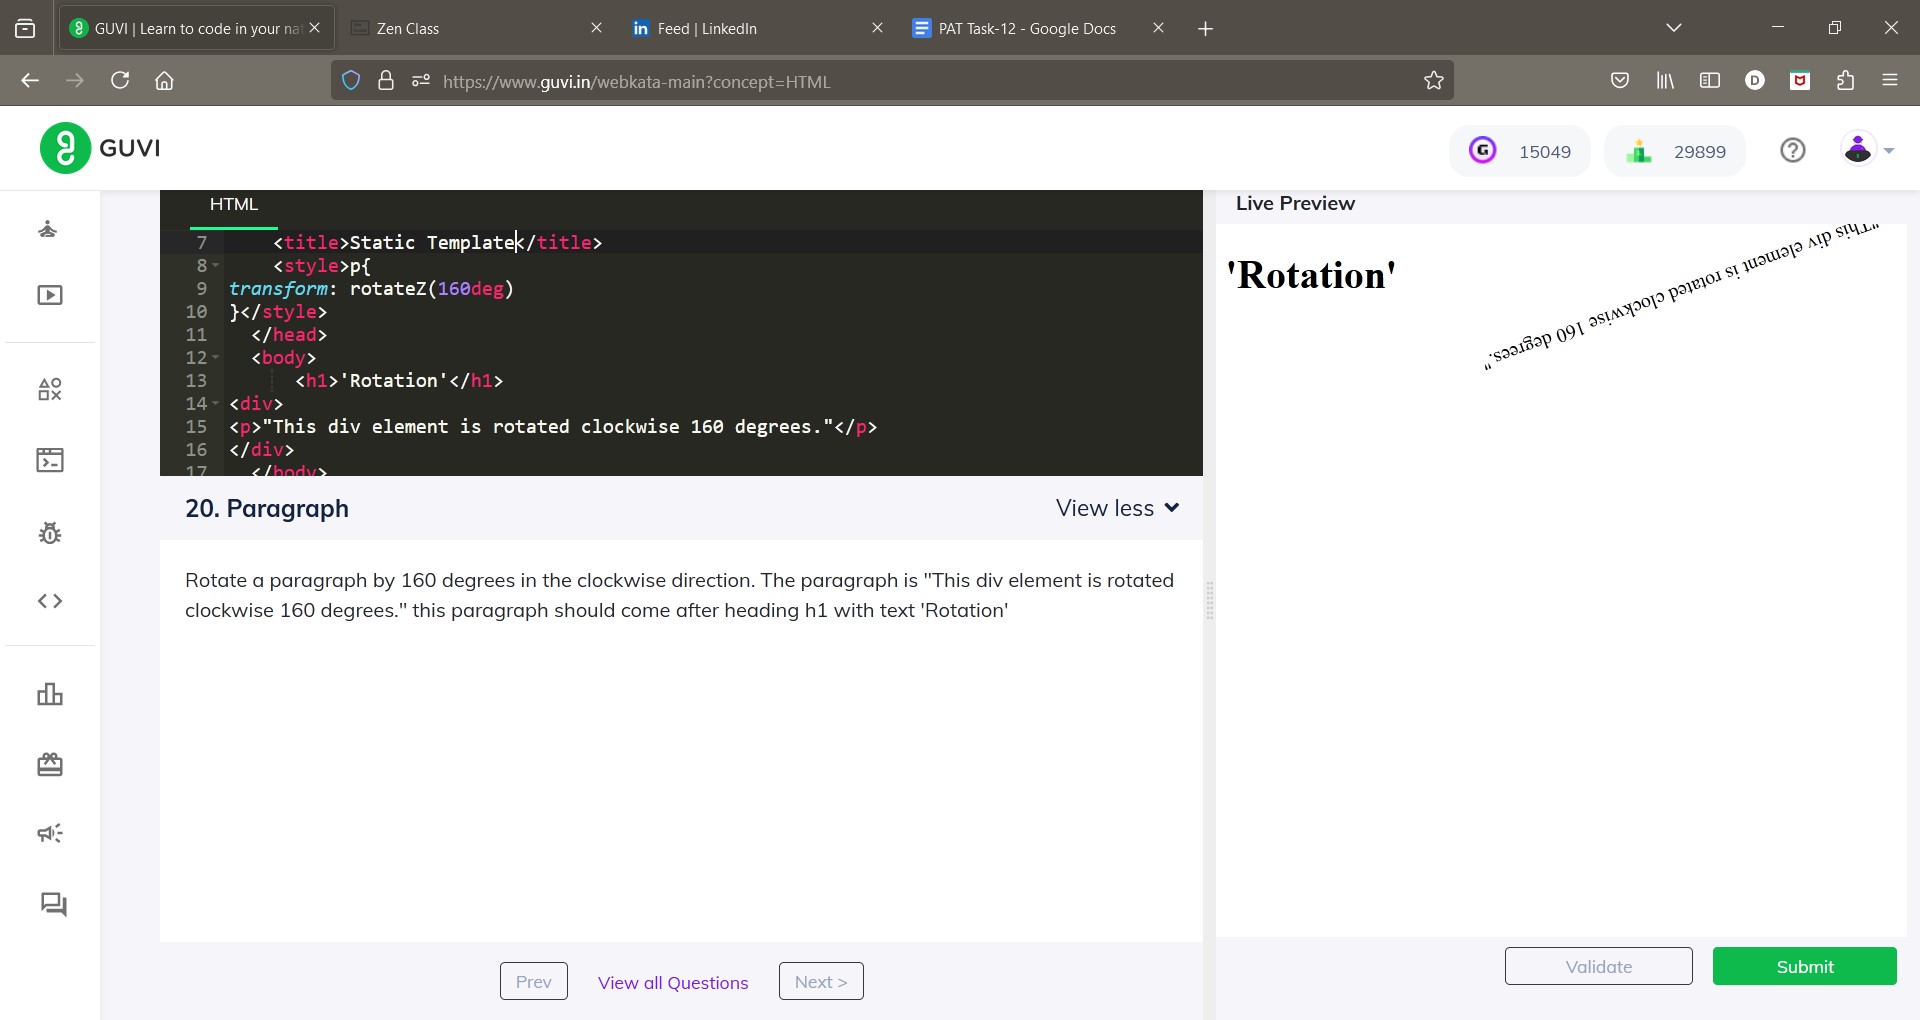 GUVI | Learn to code in your nat
Zen Class
Feed | LinkedIn
PAT Task-12 - Google Docs
https://www.guvi.in/webkata-main?concept=HTML
D
GUVI
G
15049
29899
HTML
Live Preview
7 <title>Static Template</title>
8 <style>p{
9 transform: rotateZ(160deg)
10 }</style>
11 </head>
12 <body>
13 <h1>'Rotation'</h1>
14 <div>
15 <p>"This div element is rotated clockwise 160 degrees."</p>
16 </div>
17 </body>
'Rotation'
"This div element is rotated clockwise 160 degrees."
20. Paragraph
View less
Rotate a paragraph by 160 degrees in the clockwise direction. The paragraph is "This div element is rotated
clockwise 160 degrees." this paragraph should come after heading h1 with text 'Rotation'
Prev
View all Questions
Next >
Validate
Submit